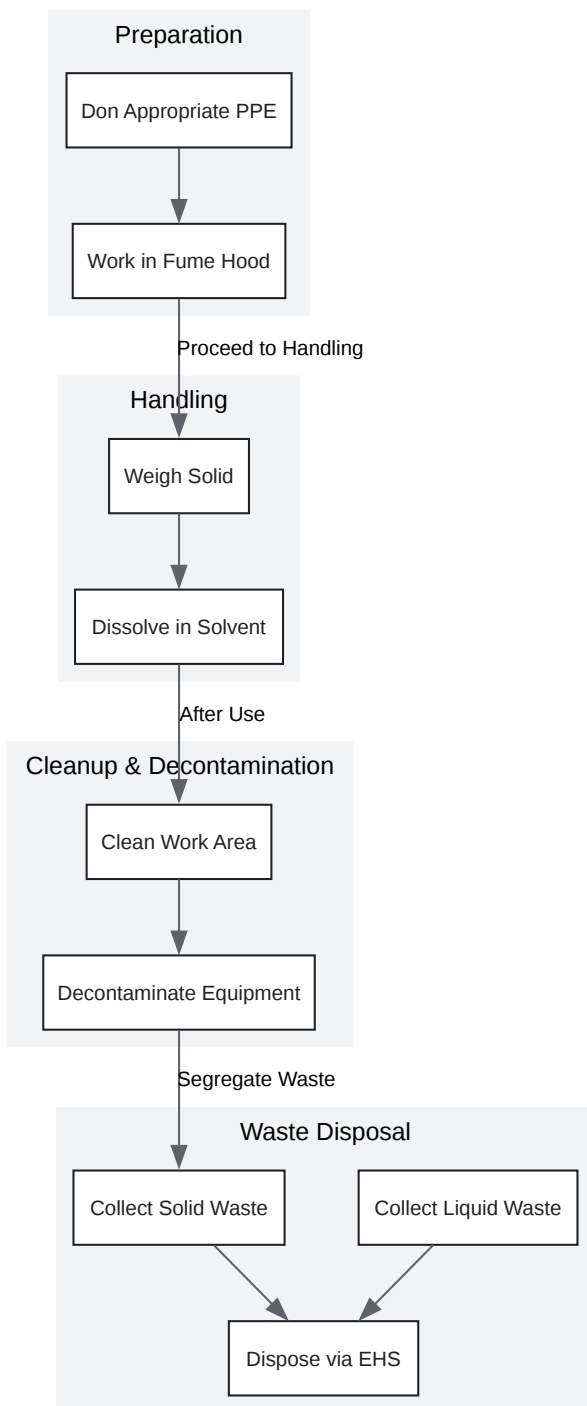 Preparation
Don Appropriate PPE
Work in Fume Hood
Proceed to Handling
Handling
Weigh Solid
Dissolve in Solvent
After Use
Cleanup & Decontamination
Clean Work Area
Decontaminate Equipment
Segregate Waste
Waste Disposal
Collect Solid Waste
Collect Liquid Waste
Dispose via EHS